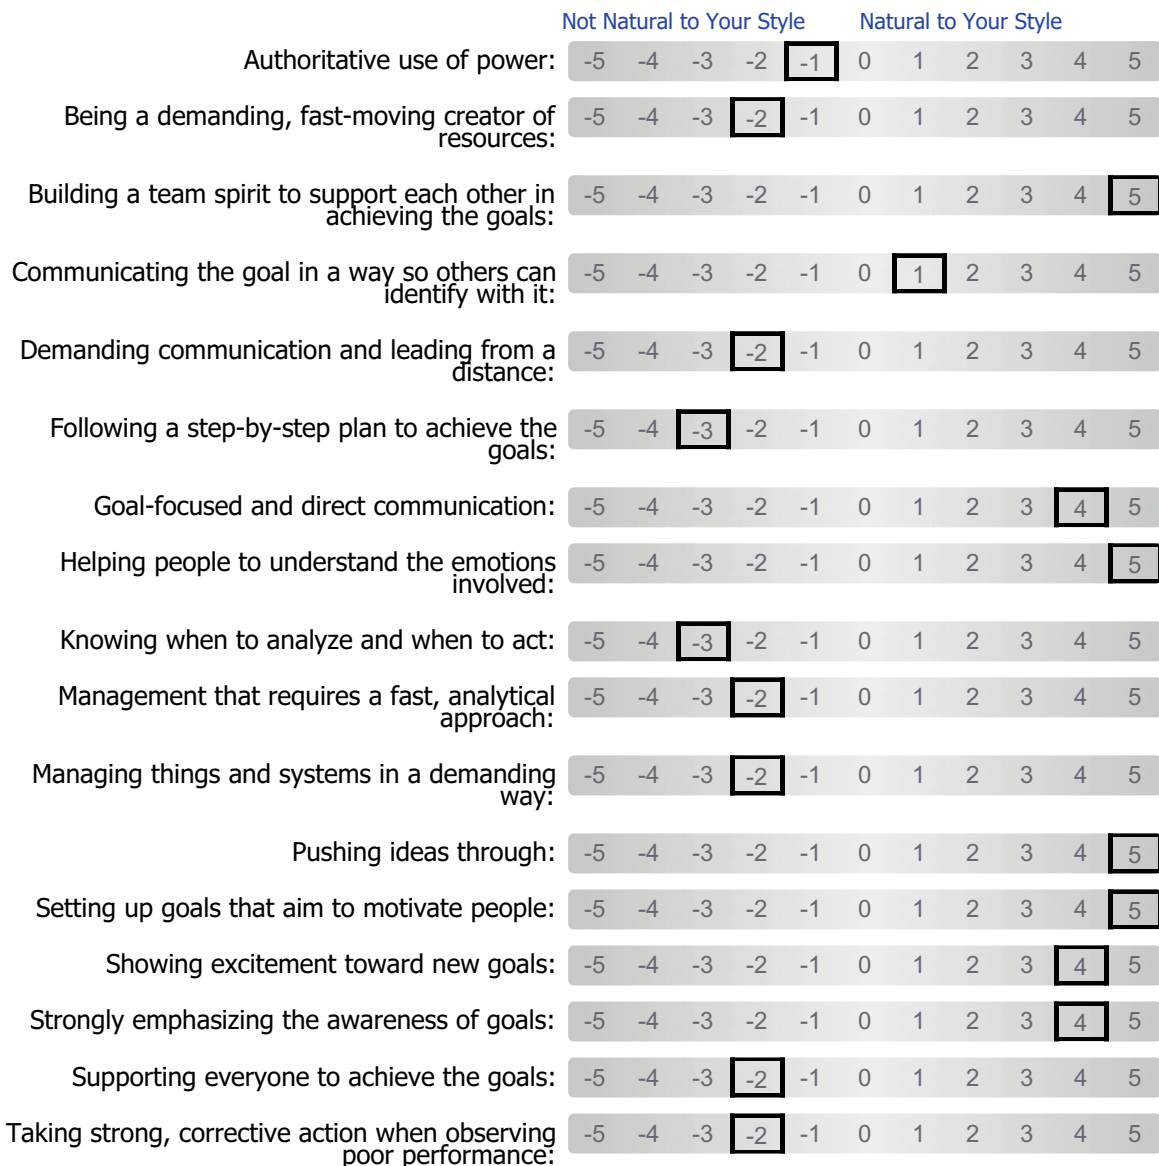 Not Natural to Your Style Natural to Your Style
Authoritative use of power: -5 -4 -3 -2 -1 0 1 2 3 4 5
Being a demanding, fast-moving creator of
resources: -5 -4 -3 -2 -1 0 1 2 3 4 5
Building a team spirit to support each other in
achieving the goals: -5 -4 -3 -2 -1 0 1 2 3 4 5
Communicating the goal in a way so others can
identify with it: -5 -4 -3 -2 -1 0 1 2 3 4 5
Demanding communication and leading from a
distance: -5 -4 -3 -2 -1 0 1 2 3 4 5
Following a step-by-step plan to achieve the
goals: -5 -4 -3 -2 -1 0 1 2 3 4 5
Goal-focused and direct communication: -5 -4 -3 -2 -1 0 1 2 3 4 5
Helping people to understand the emotions
involved: -5 -4 -3 -2 -1 0 1 2 3 4 5
Knowing when to analyze and when to act: -5 -4 -3 -2 -1 0 1 2 3 4 5
Management that requires a fast, analytical
approach: -5 -4 -3 -2 -1 0 1 2 3 4 5
Managing things and systems in a demanding
way: -5 -4 -3 -2 -1 0 1 2 3 4 5
Pushing ideas through: -5 -4 -3 -2 -1 0 1 2 3 4 5
Setting up goals that aim to motivate people: -5 -4 -3 -2 -1 0 1 2 3 4 5
Showing excitement toward new goals: -5 -4 -3 -2 -1 0 1 2 3 4 5
Strongly emphasizing the awareness of goals: -5 -4 -3 -2 -1 0 1 2 3 4 5
Supporting everyone to achieve the goals: -5 -4 -3 -2 -1 0 1 2 3 4 5
Taking strong, corrective action when observing
poor performance: -5 -4 -3 -2 -1 0 1 2 3 4 5